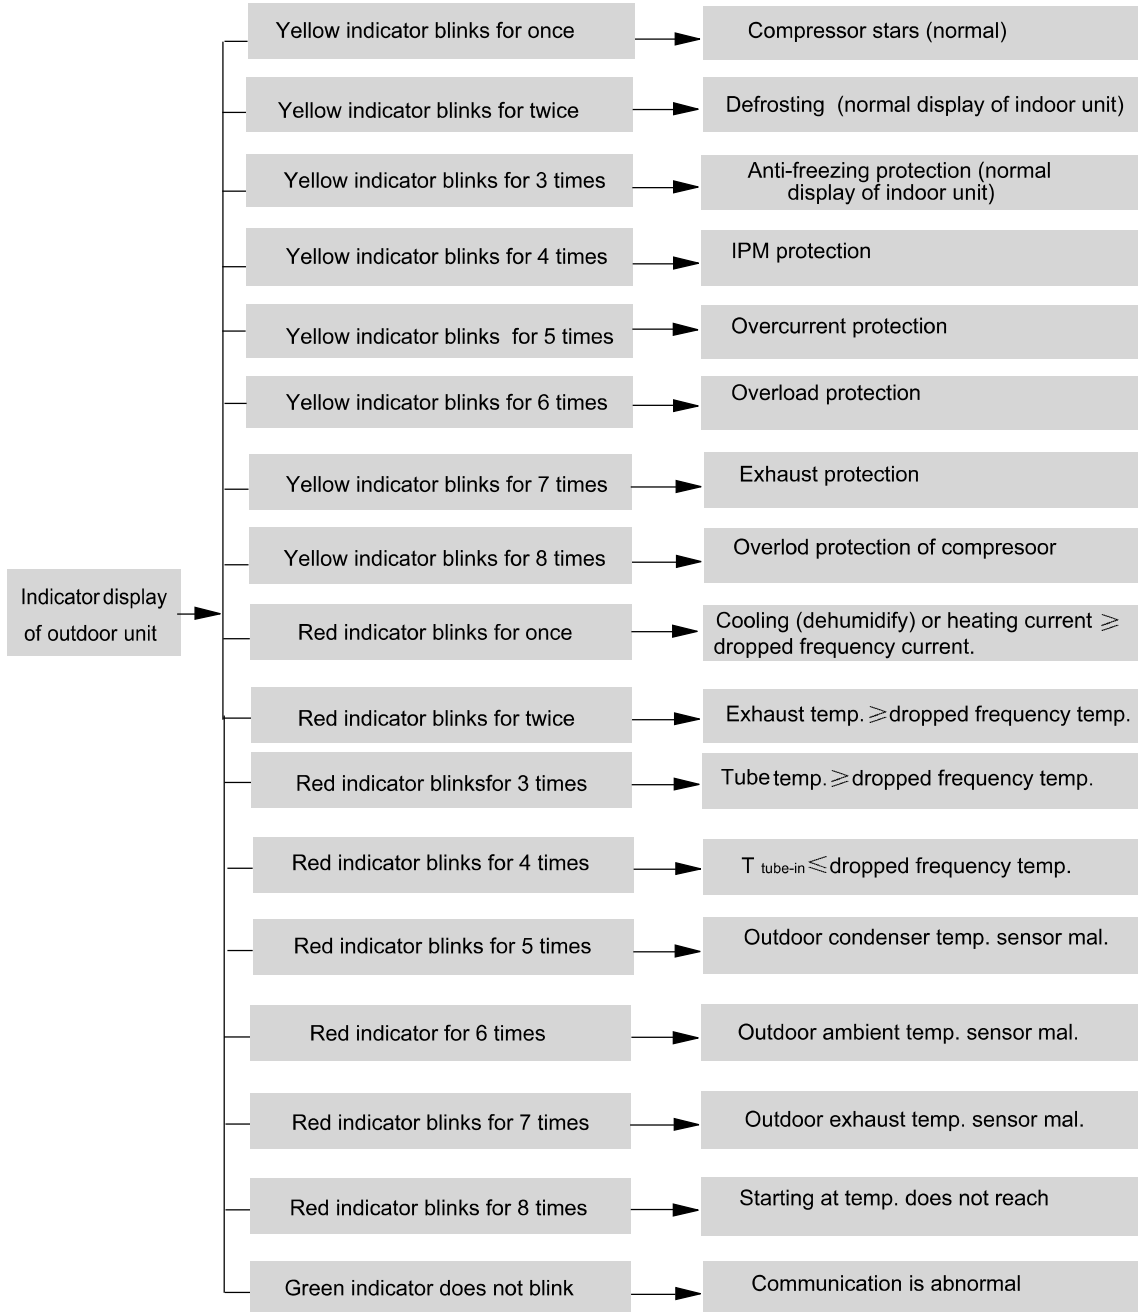 Yellow indicator blinks for once
Compressor stars (normal)
Yellow indicator blinks for twice
Defrosting (normal display of indoor unit)
Yellow indicator blinks for 3 times
Anti-freezing protection (normal
display of indoor unit)
Yellow indicator blinks for 4 times
IPM protection
Yellow indicator blinks for 5 times
Overcurrent protection
Yellow indicator blinks for 6 times
Overload protection
Yellow indicator blinks for 7 times
Exhaust protection
Yellow indicator blinks for 8 times
Overlod protection of compresoor
Indicator display
of outdoor unit
Red indicator blinks for once
Cooling (dehumidify) or heating current ⩾
dropped frequency current.
Red indicator blinks for twice
Exhaust temp. ⩾dropped frequency temp.
Red indicator blinksfor 3 times
Tube temp. ⩾dropped frequency temp.
Red indicator blinks for 4 times
T tube-in ⩽dropped frequency temp.
Red indicator blinks for 5 times
Outdoor condenser temp. sensor mal.
Red indicator for 6 times
Outdoor ambient temp. sensor mal.
Red indicator blinks for 7 times
Outdoor exhaust temp. sensor mal.
Red indicator blinks for 8 times
Starting at temp. does not reach
Green indicator does not blink
Communication is abnormal